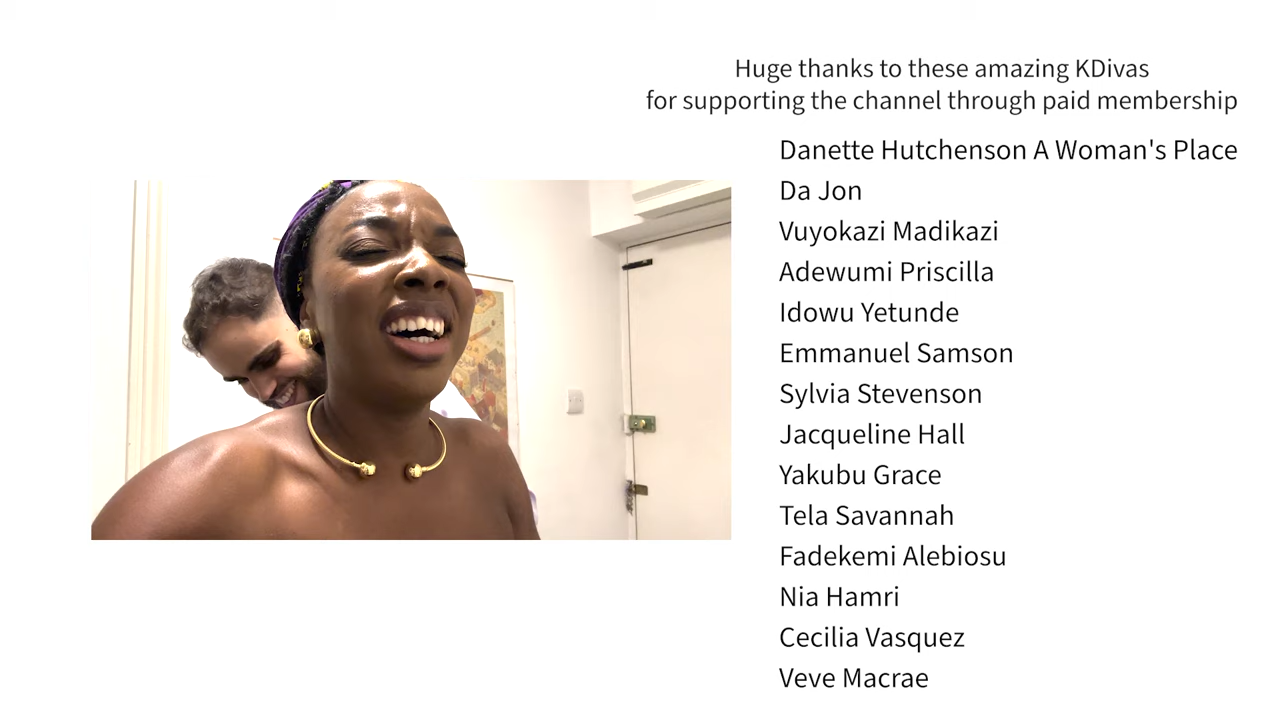 Huge thanks to these amazing KDivas
for supporting the channel through paid membership
Danette Hutchenson A Woman's Place
Da Jon
Vuyokazi Madikazi
Adewumi Priscilla
Idowu Yetunde
Emmanuel Samson
Sylvia Stevenson
Jacqueline Hall
Yakubu Grace
Tela Savannah
Fadekemi Alebiosu
Nia Hamri
Cecilia Vasquez
Veve Macrae